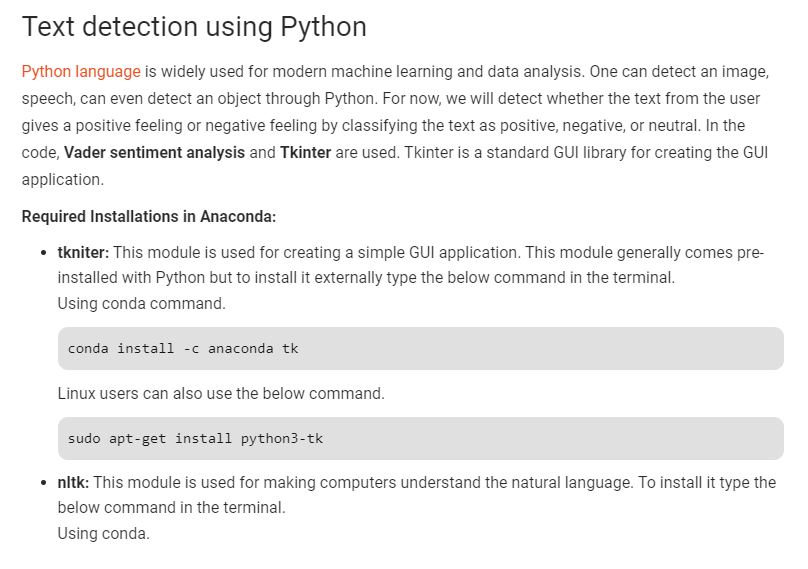 Text detection using Python
Python language is widely used for modern machine learning and data analysis. One can detect an image,
speech, can even detect an object through Python. For now, we will detect whether the text from the user
gives a positive feeling or negative feeling by classifying the text as positive, negative, or neutral. In the
code, Vader sentiment analysis and Tkinter are used. Tkinter is a standard GUI library for creating the GUI
application.
Required Installations in Anaconda:
• tkniter: This module is used for creating a simple GUI application. This module generally comes pre-
installed with Python but to install it externally type the below command in the terminal.
Using conda command.
conda install -c anaconda tk
Linux users can also use the below command.
sudo apt-get install python3-tk
• nltk: This module is used for making computers understand the natural language. To install it type the
below command in the terminal.
Using conda.